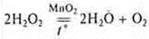 2H₂O₂ MnO₂ ⇌ t° 2H₂O + O₂